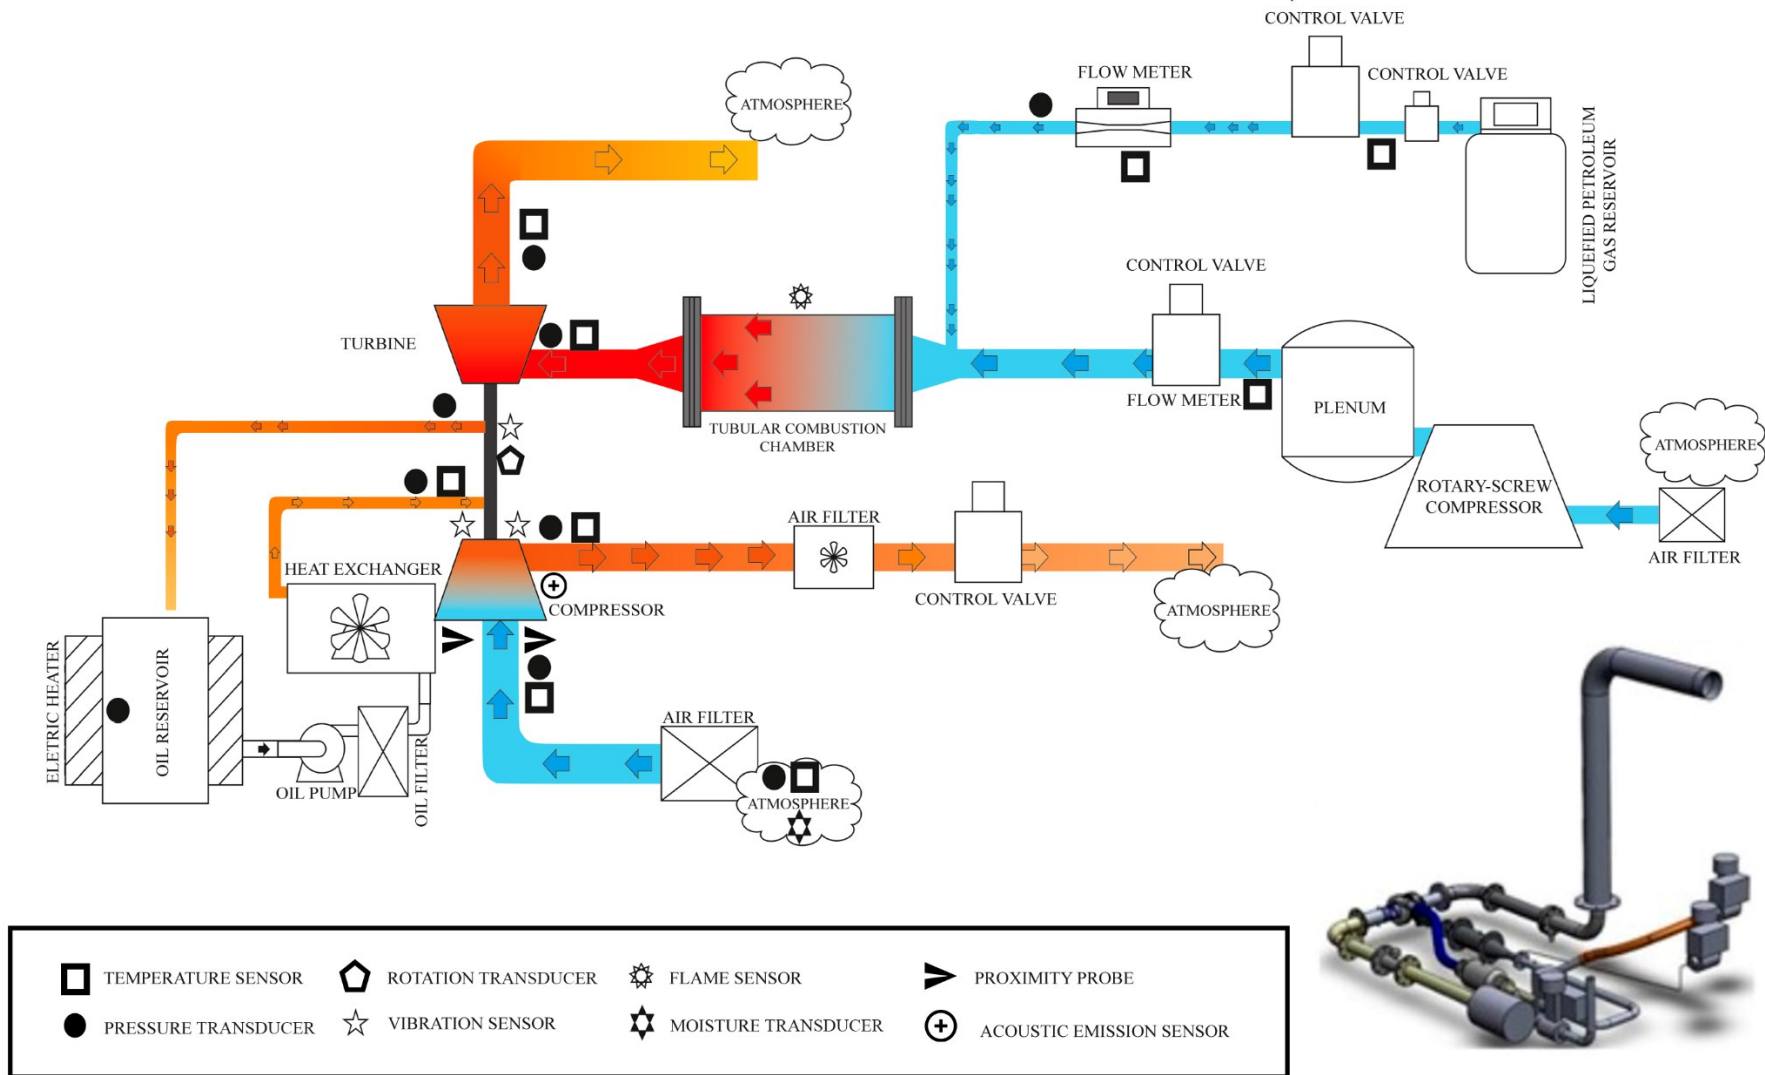 CONTROL VALVE
FLOW METER
CONTROL VALVE
ATMOSPHERE
LIQUEFIED PETROLEUM
GAS RESERVOIR
CONTROL VALVE
TURBINE
FLOW METER
PLENUM
TUBULAR COMBUSTION
CHAMBER
ATMOSPHERE
ROTARY-SCREW
COMPRESSOR
AIR FILTER
AIR FILTER
HEAT EXCHANGER
COMPRESSOR
CONTROL VALVE
ATMOSPHERE
ELETRIC HEATER
OIL RESERVOIR
AIR FILTER
OIL PUMP
OIL FILTER
ATMOSPHERE
TEMPERATURE SENSOR
ROTATION TRANSDUCER
FLAME SENSOR
PROXIMITY PROBE
PRESSURE TRANSDUCER
VIBRATION SENSOR
MOISTURE TRANSDUCER
ACOUSTIC EMISSION SENSOR